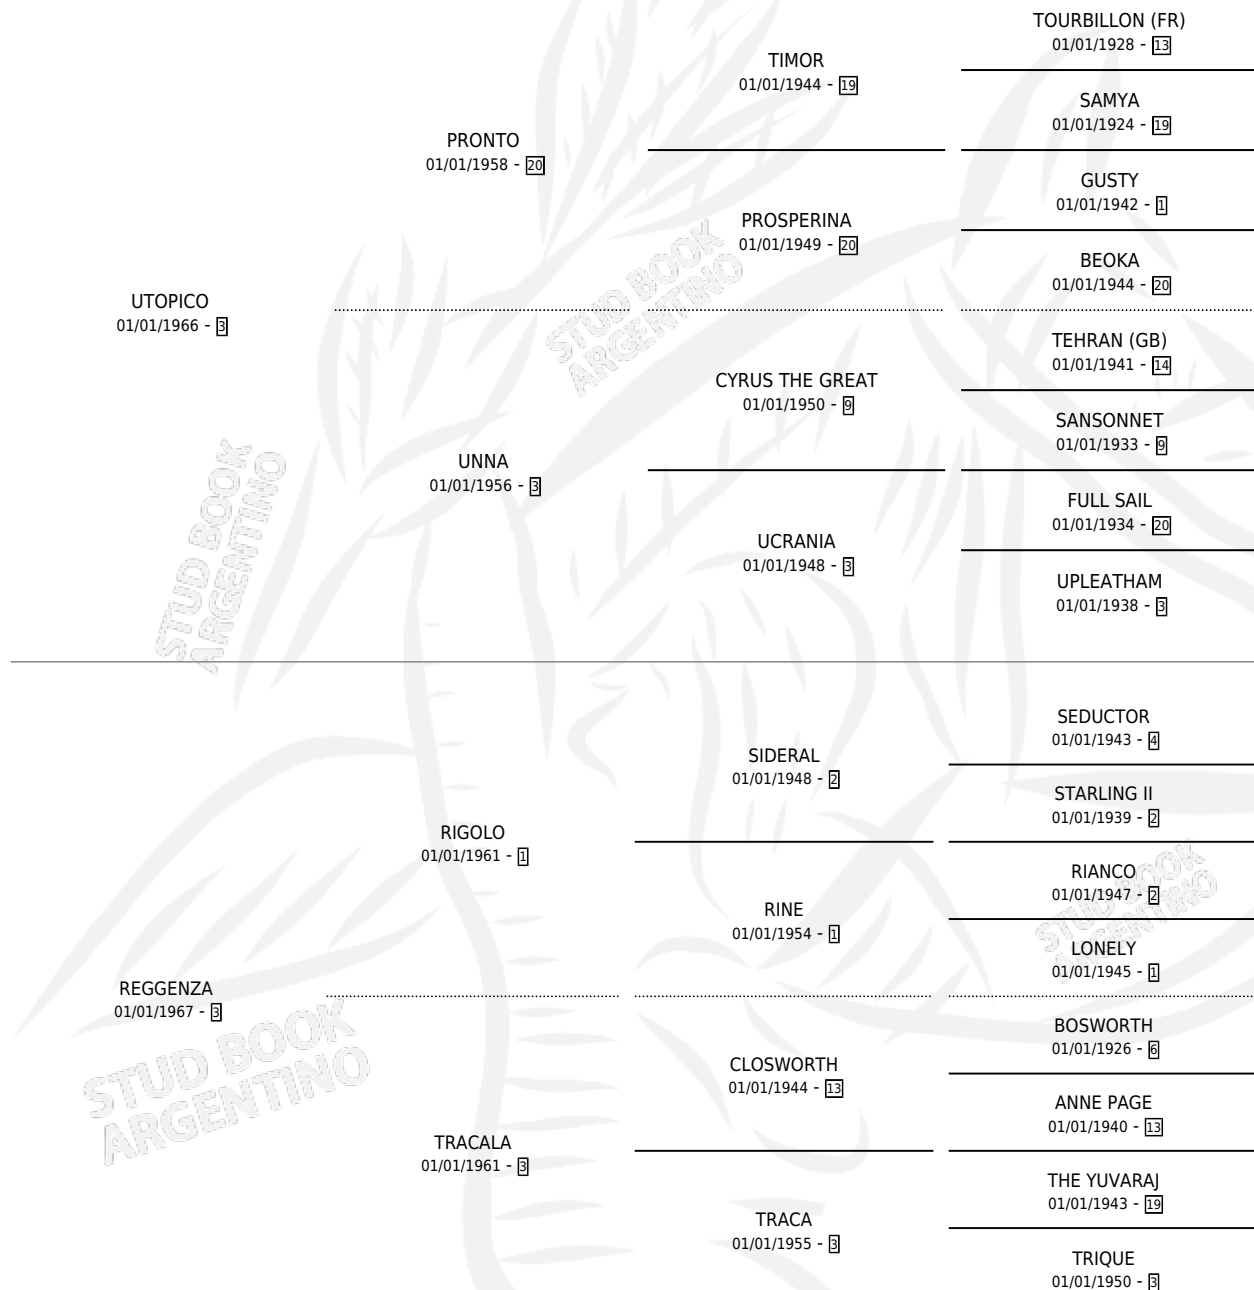 TOURBILLON (FR)
01/01/1928 - 13
TIMOR
01/01/1944 - 19
SAMYA
01/01/1924 - 19
PRONTO
01/01/1958 - 20
GUSTY
01/01/1942 - 1
PROSPERINA
01/01/1949 - 20
BEOKA
01/01/1944 - 20
UTOPICO
01/01/1966 - 3
STUD BOOK
ARGENTINO
TEHRAN (GB)
01/01/1941 - 14
CYRUS THE GREAT
01/01/1950 - 9
SANSONNET
01/01/1933 - 9
UNNA
01/01/1956 - 3
FULL SAIL
01/01/1934 - 20
UCRANIA
01/01/1948 - 3
UPLEATHAM
01/01/1938 - 3
STUD BOOK
ARGENTINO
SEDUCTOR
01/01/1943 - 4
SIDERAL
01/01/1948 - 2
STARLING II
01/01/1939 - 2
RIGOLO
01/01/1961 - 1
RIANCO
01/01/1947 - 2
RINE
01/01/1954 - 1
LONELY
01/01/1945 - 1
STUD BOOK
ARGENTINO
REGGENZA
01/01/1967 - 3
STUD BOOK
ARGENTINO
BOSWORTH
01/01/1926 - 6
CLOSWORTH
01/01/1944 - 13
ANNE PAGE
01/01/1940 - 13
TRACALA
01/01/1961 - 3
THE YUVARAJ
01/01/1943 - 19
TRACA
01/01/1955 - 3
TRIQUE
01/01/1950 - 3